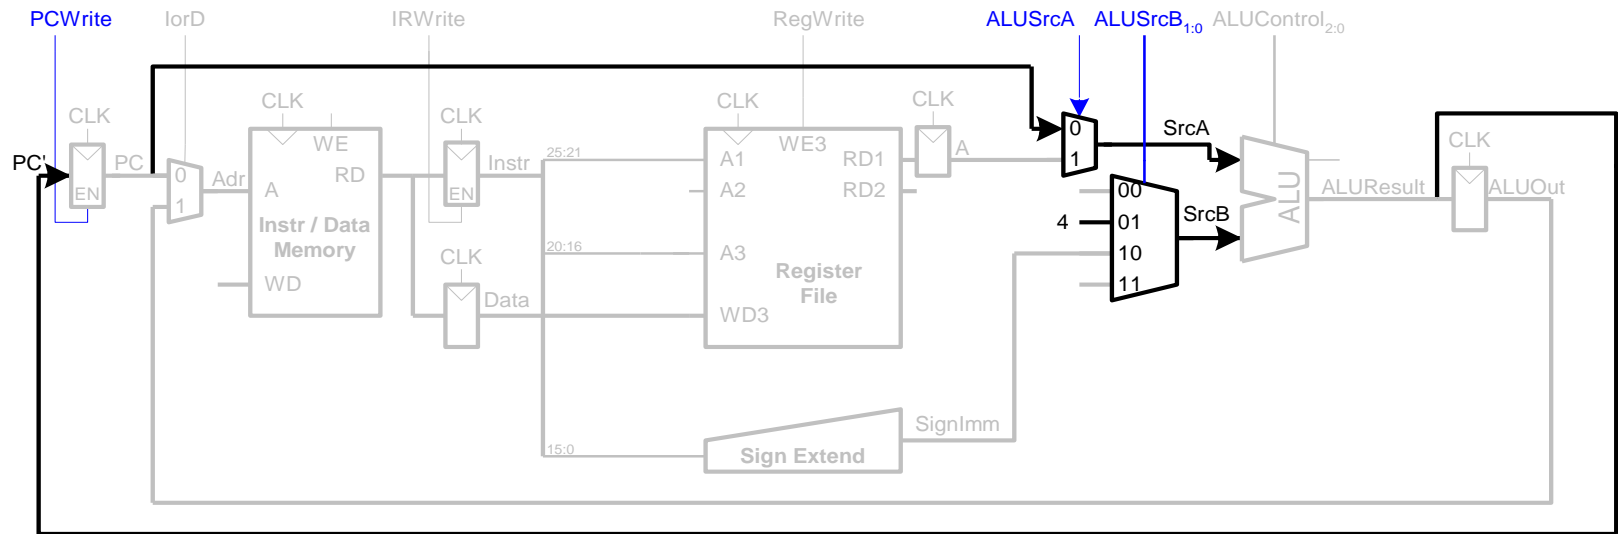 PCWrite IorD IRWrite RegWrite ALUSrcA ALUSrcB1:0 ALUControl2:0
CLK CLK CLK CLK CLK CLK
PC' PC EN
0 1 Adr
WE
A RD
Instr / Data
Memory
WD
EN Instr
CLK
Data
25:21
20:16
15:0
A1 WE3 RD1
A2 RD2
A3
Register
File
WD3
A
0
1
SrcA
00
4 01
10
11
SrcB
ALU
ALUResult ALUOut
SignImm
Sign Extend